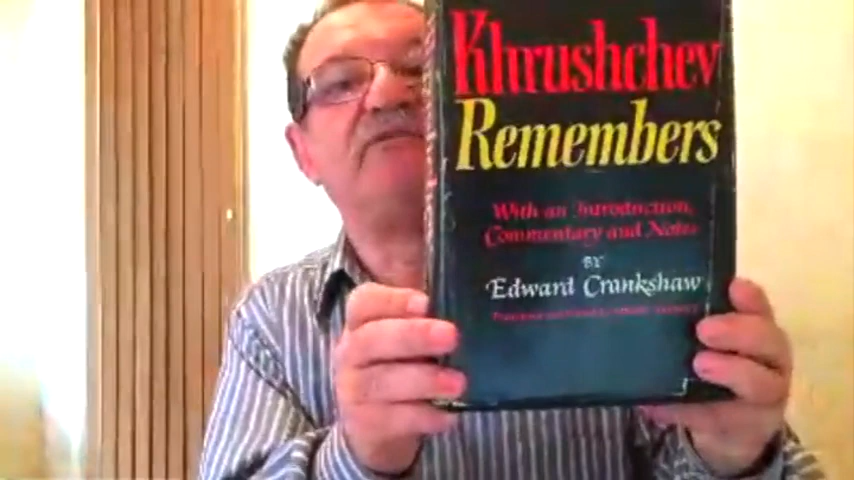 Khrushchev
Remembers
With an Introduction,
Commentary and Notes
BY
Edward Crankshaw